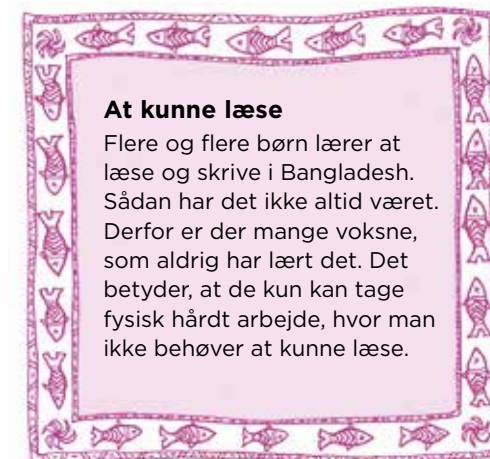 At kunne læse
Flere og flere børn lærer at
læse og skrive i Bangladesh.
Sådan har det ikke altid været.
Derfor er der mange voksne,
som aldrig har lært det. Det
betyder, at de kun kan tage
fysisk hårdt arbejde, hvor man
ikke behøver at kunne læse.